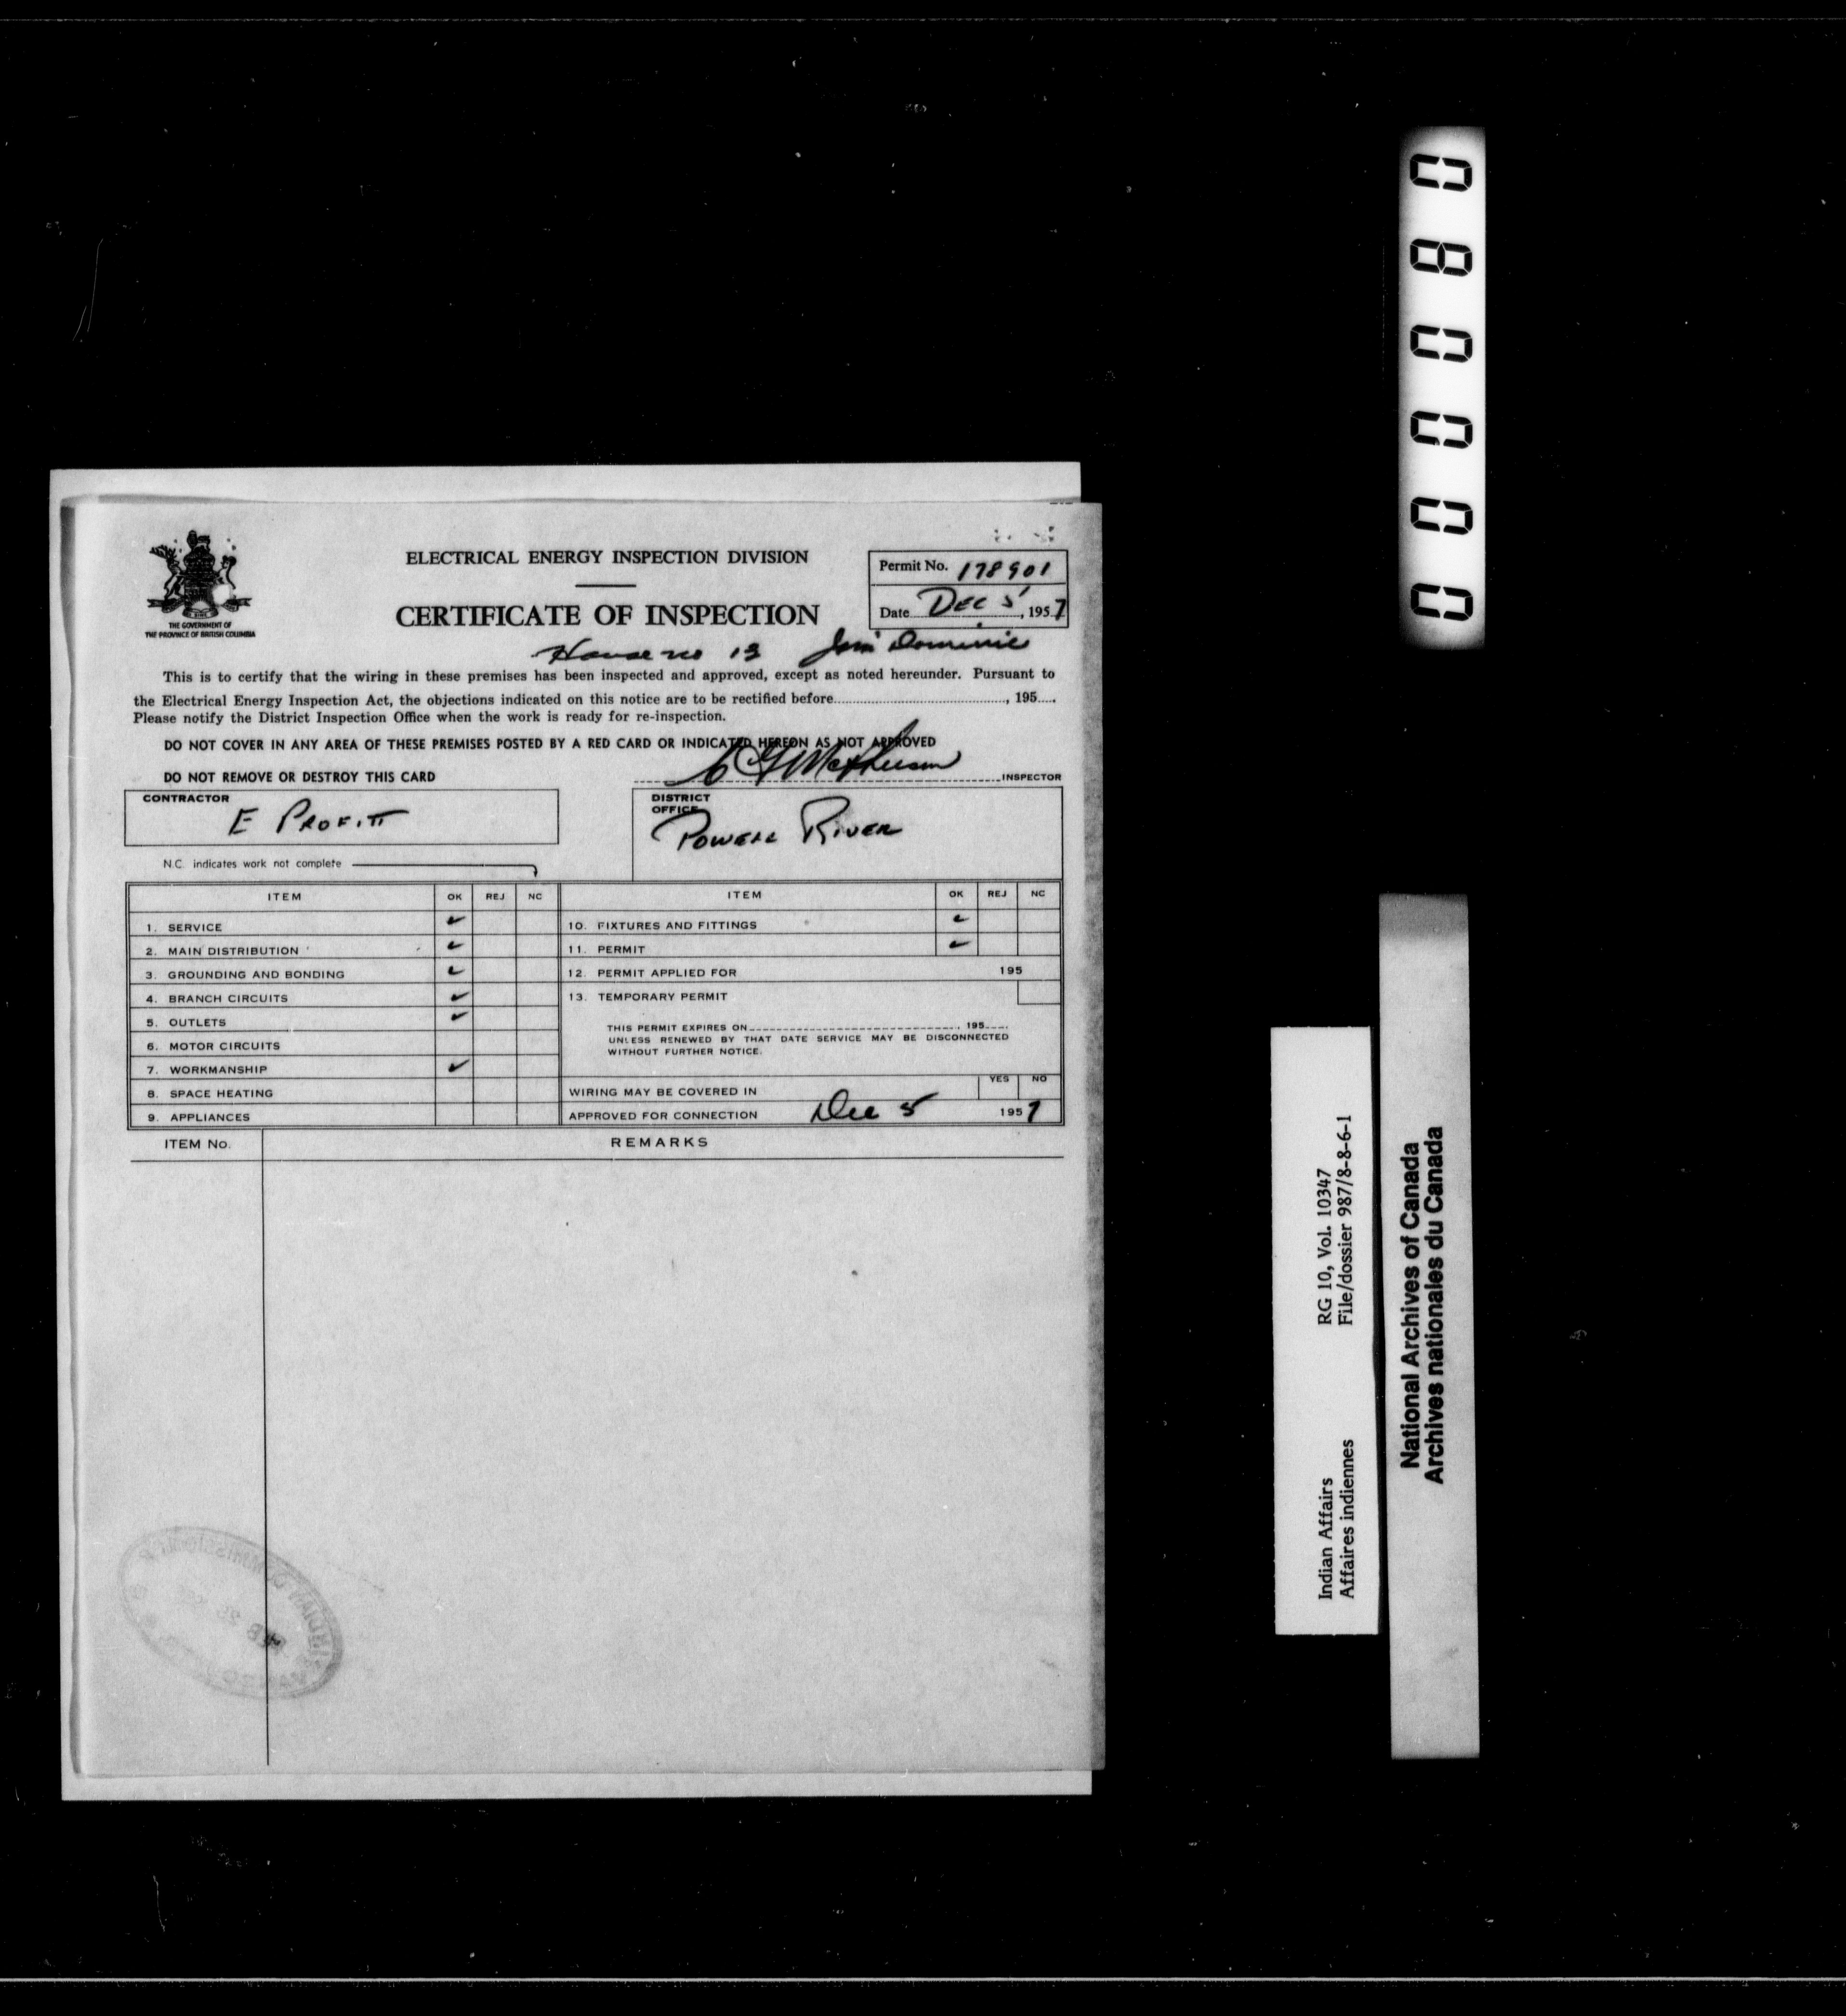 ELECTRICAL ENERGY INSPECTION DIVISION
CERTIFICATE OF INSPECTION
THE GOVERNMENT OF
THE PROVINCE OF BRITISH COLUMBIA
Permit No. 178901
Date DEC 5, 1957
House no 13 Dominic
This is to certify that the wiring in these premises has been inspected and approved, except as noted hereunder. Pursuant to
the Electrical Energy Inspection Act, the objections indicated on this notice are to be rectified before........, 195....
Please notify the District Inspection Office when the work is ready for re-inspection.
DO NOT COVER IN ANY AREA OF THESE PREMISES POSTED BY A RED CARD OR INDICATED HEREON AS NOT APPROVED
DO NOT REMOVE OR DESTROY THIS CARD
INSPECTOR
CONTRACTOR
E PROFITT
DISTRICT
OFFICE
POWELL RIVER
N.C. indicates work not complete
ITEM OK REJ NC
1. SERVICE ✓
2. MAIN DISTRIBUTION ✓
3. GROUNDING AND BONDING ✓
4. BRANCH CIRCUITS ✓
5. OUTLETS ✓
6. MOTOR CIRCUITS
7. WORKMANSHIP ✓
8. SPACE HEATING
9. APPLIANCES
ITEM OK REJ NC
10. FIXTURES AND FITTINGS ✓
11. PERMIT ✓
12. PERMIT APPLIED FOR 195
13. TEMPORARY PERMIT
THIS PERMIT EXPIRES ON ........, 195....
UNLESS RENEWED BY THAT DATE SERVICE MAY BE DISCONNECTED
WITHOUT FURTHER NOTICE.
YES NO
WIRING MAY BE COVERED IN
APPROVED FOR CONNECTION Dec 5 1957
ITEM No. REMARKS
000080
RG 10, Vol. 10347
File/dossier 987/8-8-6-1
Indian Affairs
Affaires indiennes
National Archives of Canada
Archives nationales du Canada